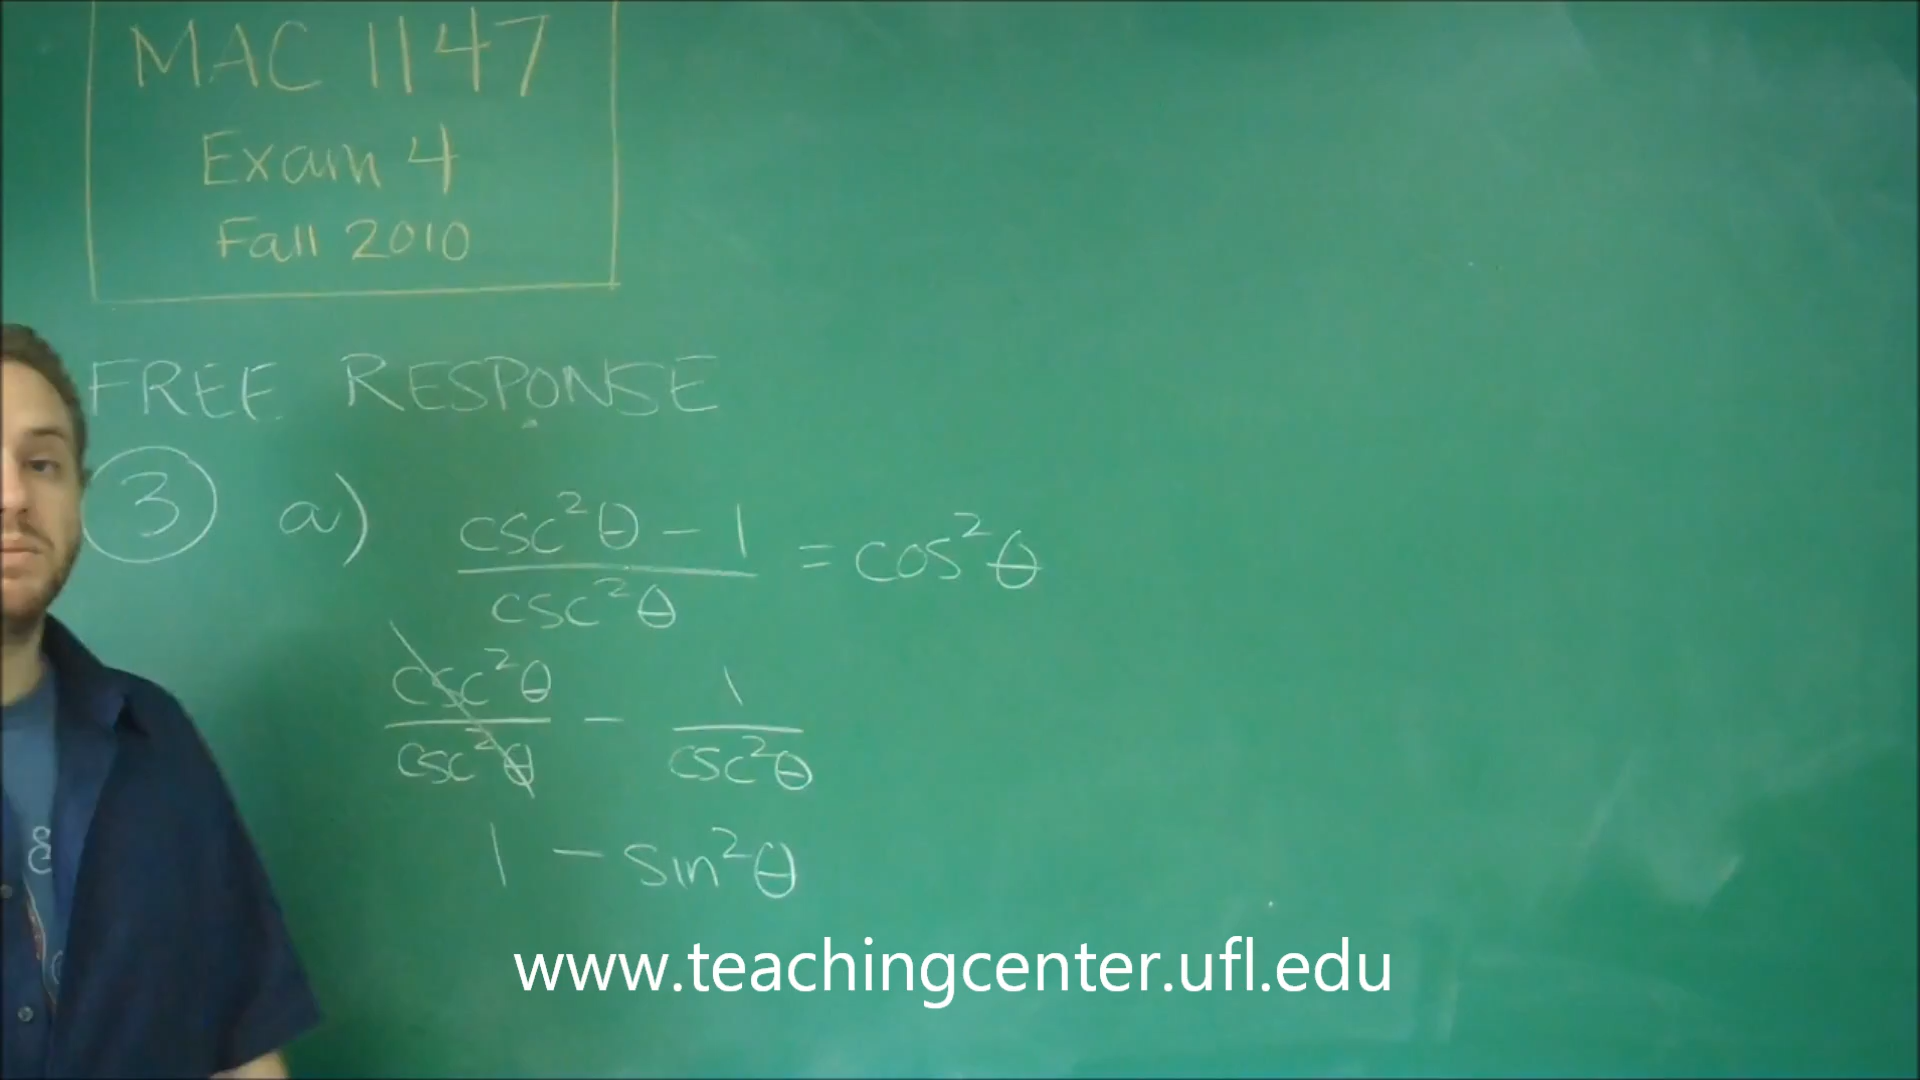 MAC 1147
Exam 4
Fall 2010
FREE RESPONSE
3 a) csc²θ - 1 = cos²θ
csc²θ
csc²θ - 1
csc²θ csc²θ
1 - sin²θ
www.teachingcenter.ufl.edu